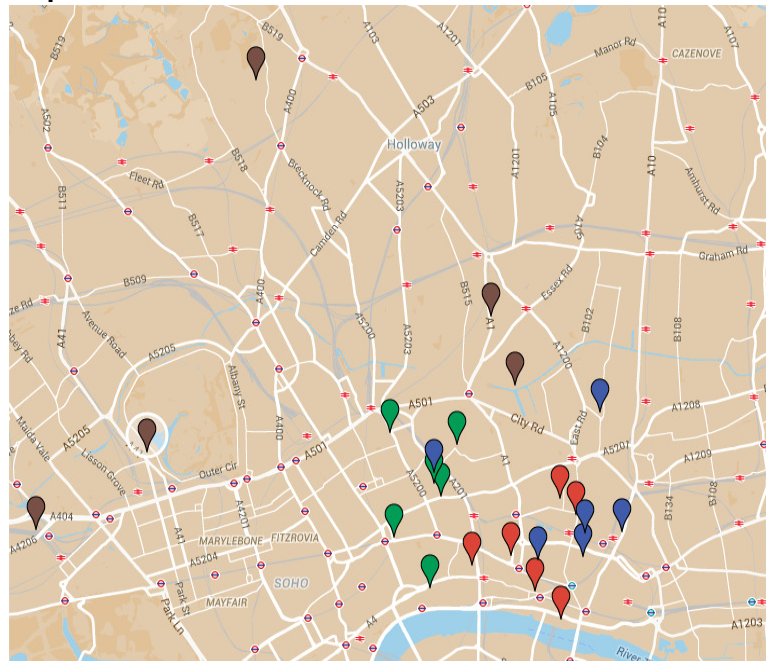 B519
A103
A1201
A10
A107
B519
Manor Rd
CAZENOVE
A400
B105
A105
A502
A503
Holloway
B518
Fleet Rd
Brecknock Rd
A1201
B104
A10
Amhurst Rd
B511
A5203
B517
Camden Rd
A105
Graham Rd
B509
A400
B515
Essex Rd
A1
B102
B108
A41
Avenue Road
A5200
A5203
A1200
A5205
Albany St
A501
A1208
City Rd
East Rd
Maida Vale
A5205
A400
A501
A5201
A1209
Lisson Grove
Outer Cir
A1
A5200
A201
B134
B108
A404
A4201
A41
MARYLEBONE
FITZROVIA
A4206
A5204
Park St
SOHO
MAYFAIR
Park Ln
A4
A1203
River